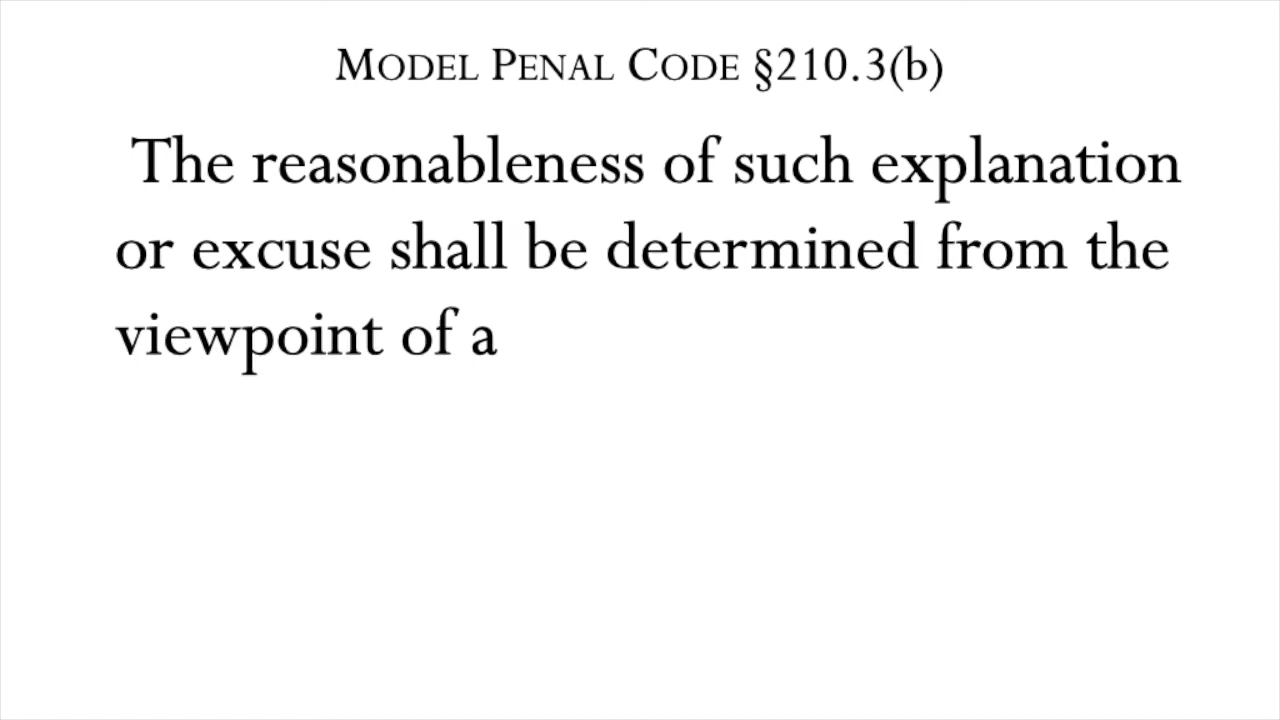 MODEL PENAL CODE §210.3(b)
The reasonableness of such explanation
or excuse shall be determined from the
viewpoint of a